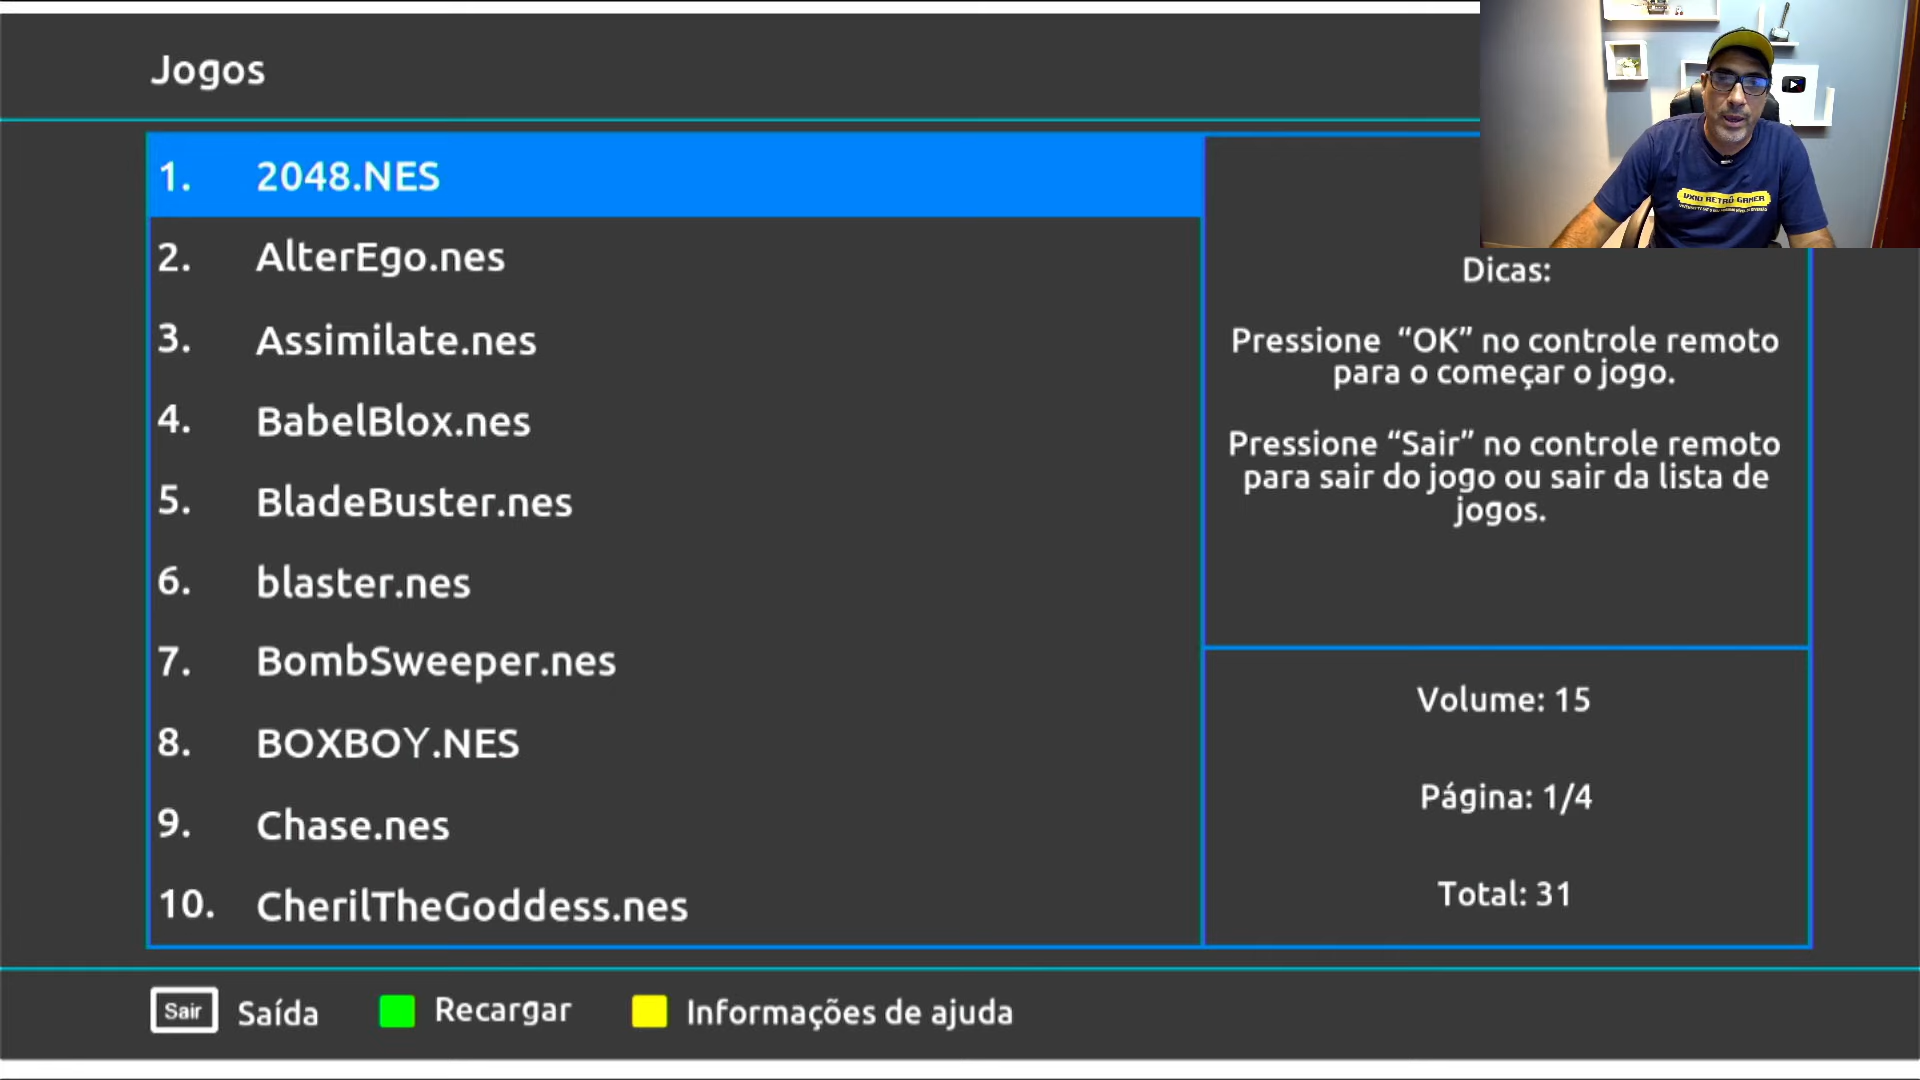 Jogos
1. 2048.NES
2. AlterEgo.nes
3. Assimilate.nes
4. BabelBlox.nes
5. BladeBuster.nes
6. blaster.nes
7. BombSweeper.nes
8. BOXBOY.NES
9. Chase.nes
10. CherilTheGoddess.nes
VXIO RETRÔ GAMER
Dicas:
Pressione “OK” no controle remoto
para o começar o jogo.
Pressione “Sair” no controle remoto
para sair do jogo ou sair da lista de
jogos.
Volume: 15
Página: 1/4
Total: 31
Sair Saída Recargar Informações de ajuda